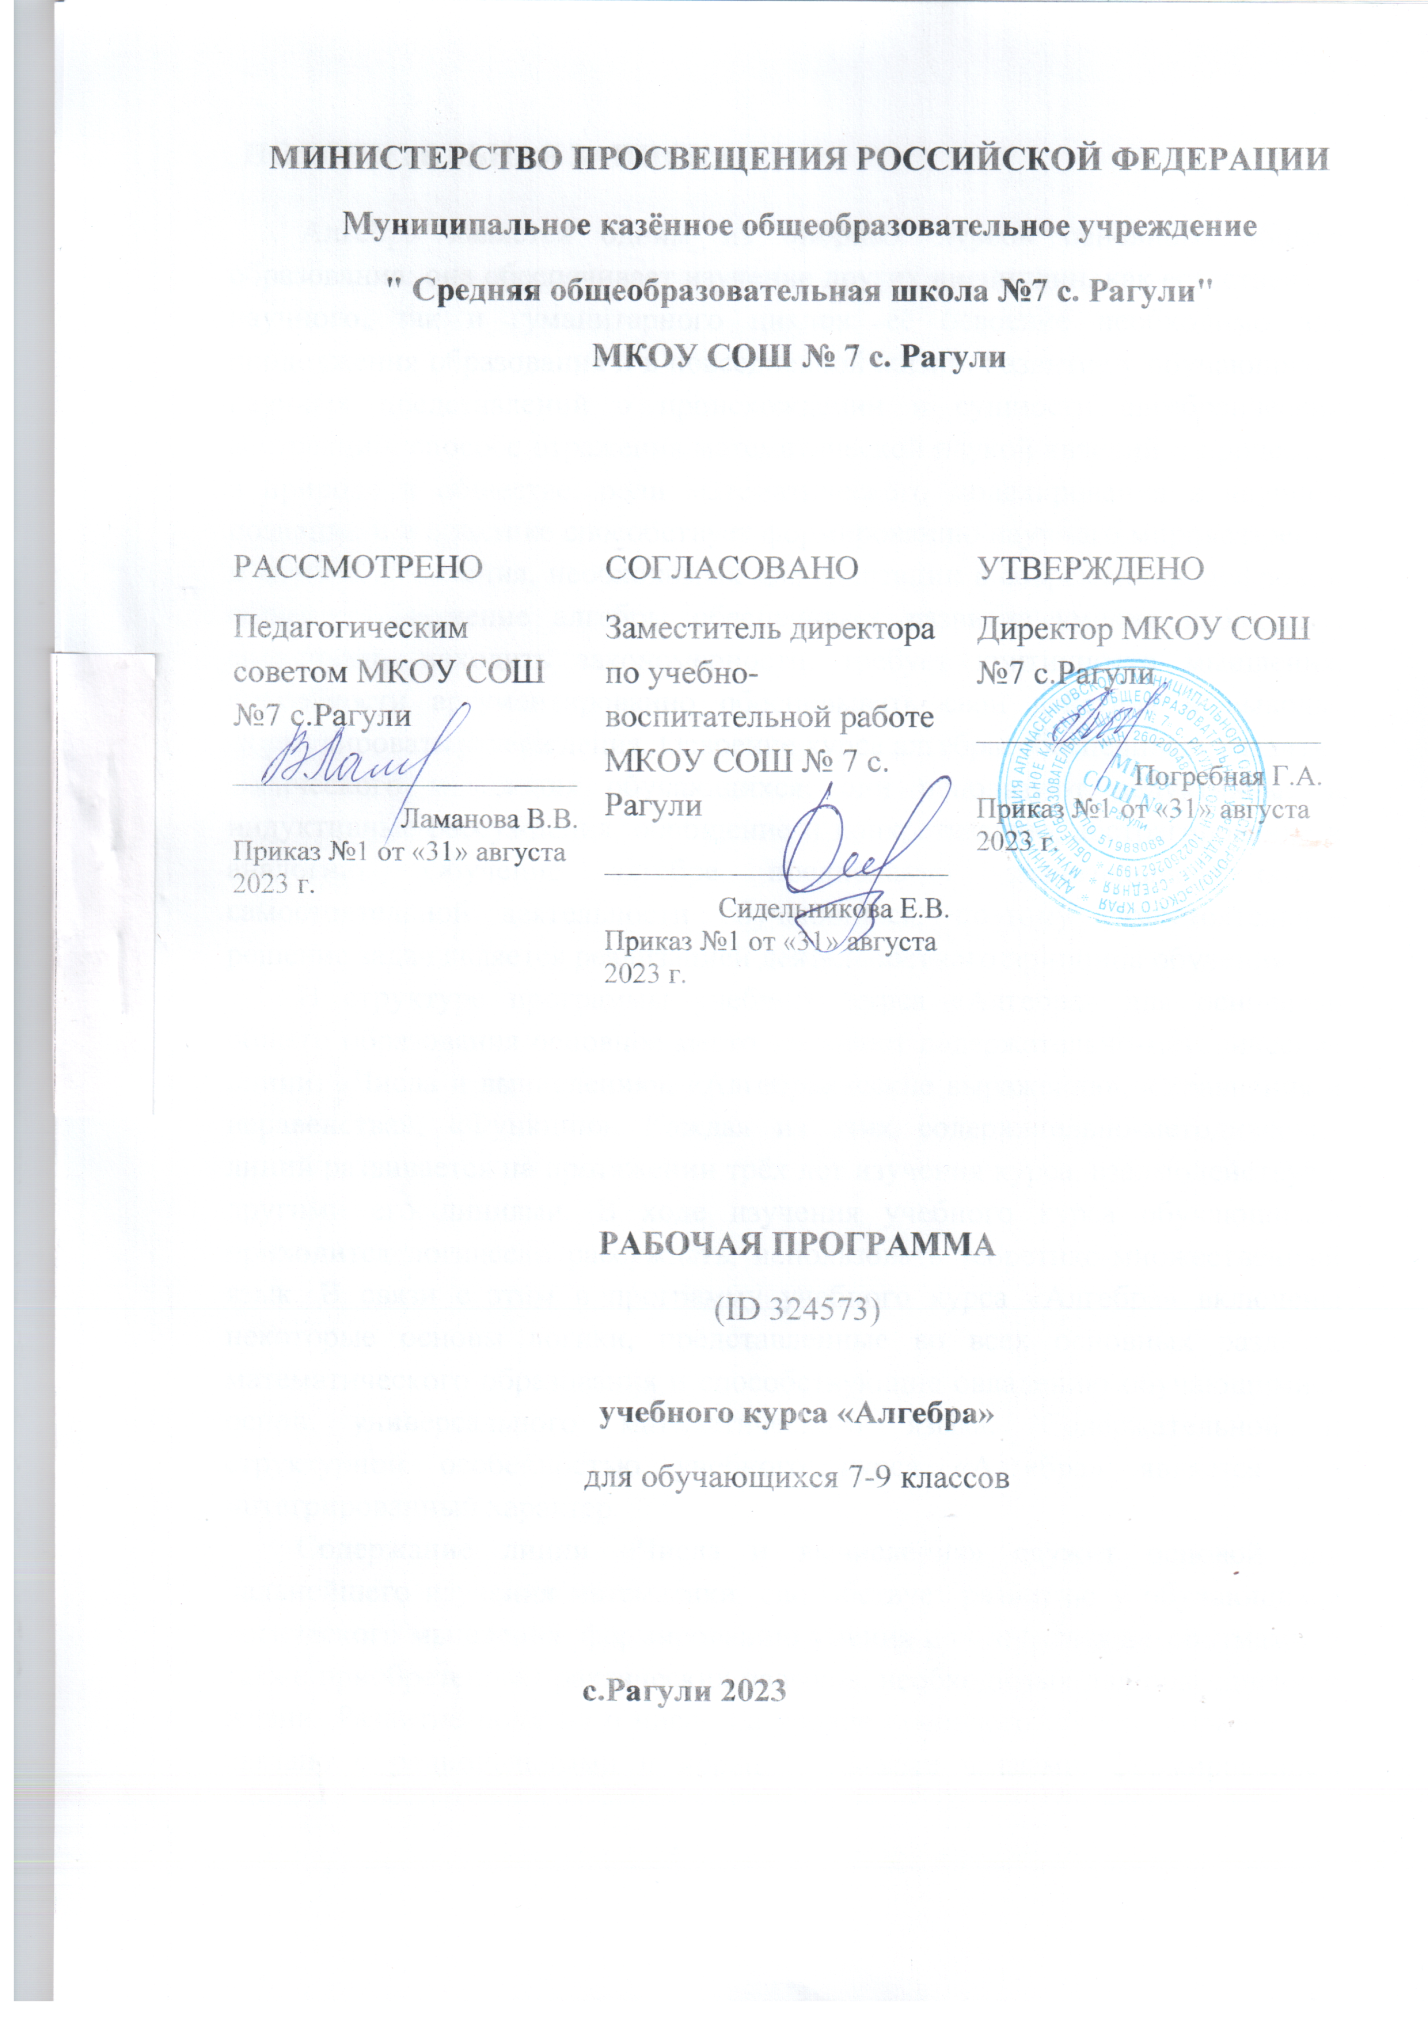 МИНИСТЕРСТВО ПРОСВЕЩЕНИЯ РОССИЙСКОЙ ФЕДЕРАЦИИ
Муниципальное казённое общеобразовательное учреждение
" Средняя общеобразовательная школа №7 с. Рагули"
МКОУ СОШ № 7 с. Рагули
РАССМОТРЕНО
Педагогическим
советом МКОУ СОШ
№7 с.Рагули
Ламанова В.В.
Приказ №1 от «31» августа
2023 г.
СОГЛАСОВАНО
Заместитель директора
по учебно-
воспитательной работе
МКОУ СОШ № 7 с.
Рагули
Сидельникова Е.В.
Приказ №1 от «31» августа
2023 г.
УТВЕРЖДЕНО
Директор МКОУ СОШ
№7 с.Рагули
Погребная Г.А.
Приказ №1 от «31» августа
2023 г.
МКОУ
СОШ №
РАБОЧАЯ ПРОГРАММА
(ID 324573)
учебного курса «Алгебра»
для обучающихся 7-9 классов
с.Рагули 2023